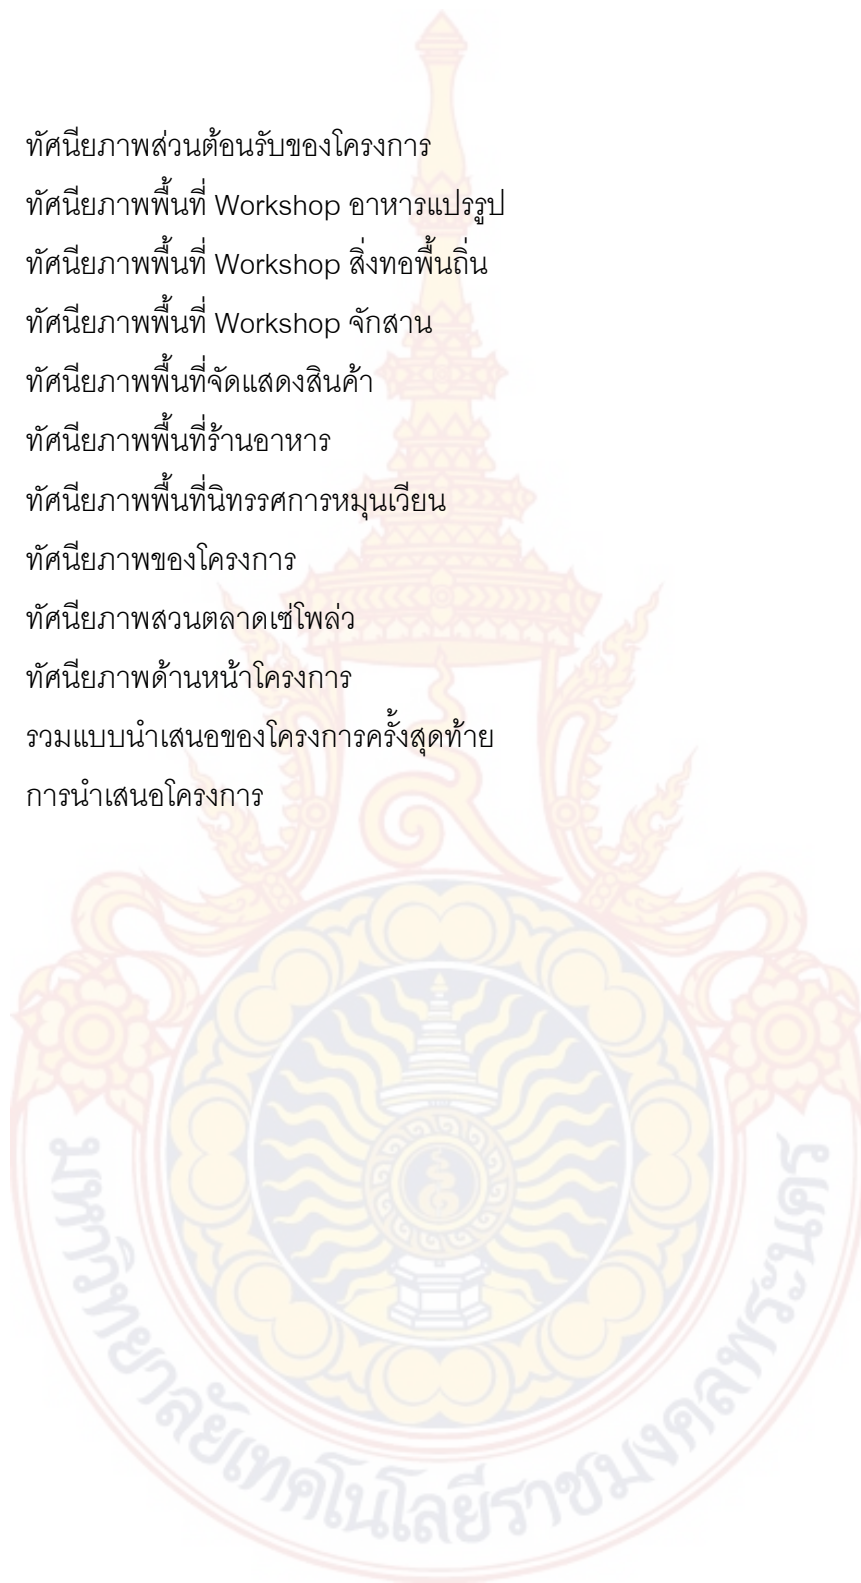 ทัศนียภาพส่วนต้อนรับของโครงการ
ทัศนียภาพพื้นที่ Workshop อาหารแปรรูป
ทัศนียภาพพื้นที่ Workshop สิ่งทอพื้นถิ่น
ทัศนียภาพพื้นที่ Workshop จักสาน
ทัศนียภาพพื้นที่จัดแสดงสินค้า
ทัศนียภาพพื้นที่ร้านอาหาร
ทัศนียภาพพื้นที่นิทรรศการหมุนเวียน
ทัศนียภาพของโครงการ
ทัศนียภาพสวนตลาดเซ่โพล่ว
ทัศนียภาพด้านหน้าโครงการ
รวมแบบนำเสนอของโครงการครั้งสุดท้าย
การนำเสนอโครงการ
มหาวิทยาลัยเทคโนโลยีราชมงคลพระนคร